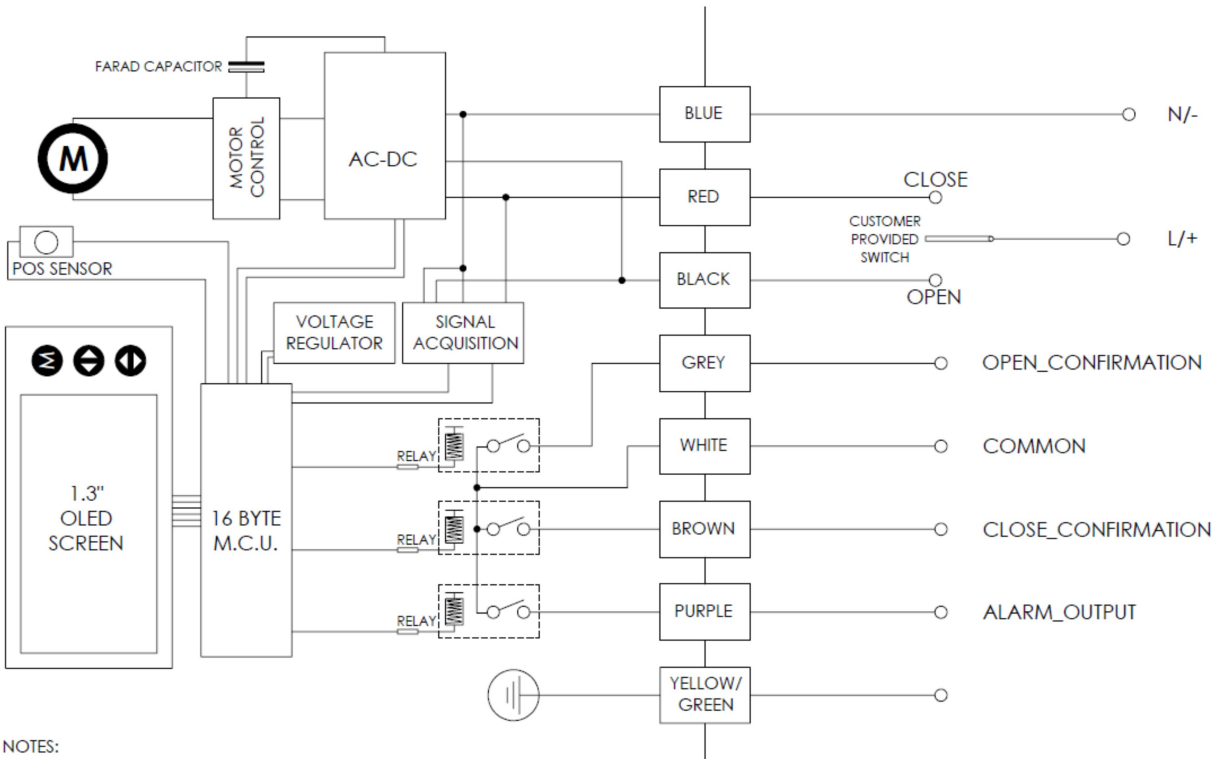 FARAD CAPACITOR
M
MOTOR
CONTROL
AC-DC
BLUE
N/-
RED
CLOSE
CUSTOMER
PROVIDED
SWITCH
L/+
POS SENSOR
BLACK
OPEN
VOLTAGE
REGULATOR
SIGNAL
ACQUISITION
M
GREY
OPEN_CONFIRMATION
RELAY
WHITE
COMMON
1.3"
OLED
SCREEN
16 BYTE
M.C.U.
RELAY
BROWN
CLOSE_CONFIRMATION
RELAY
PURPLE
ALARM_OUTPUT
YELLOW/
GREEN
NOTES: